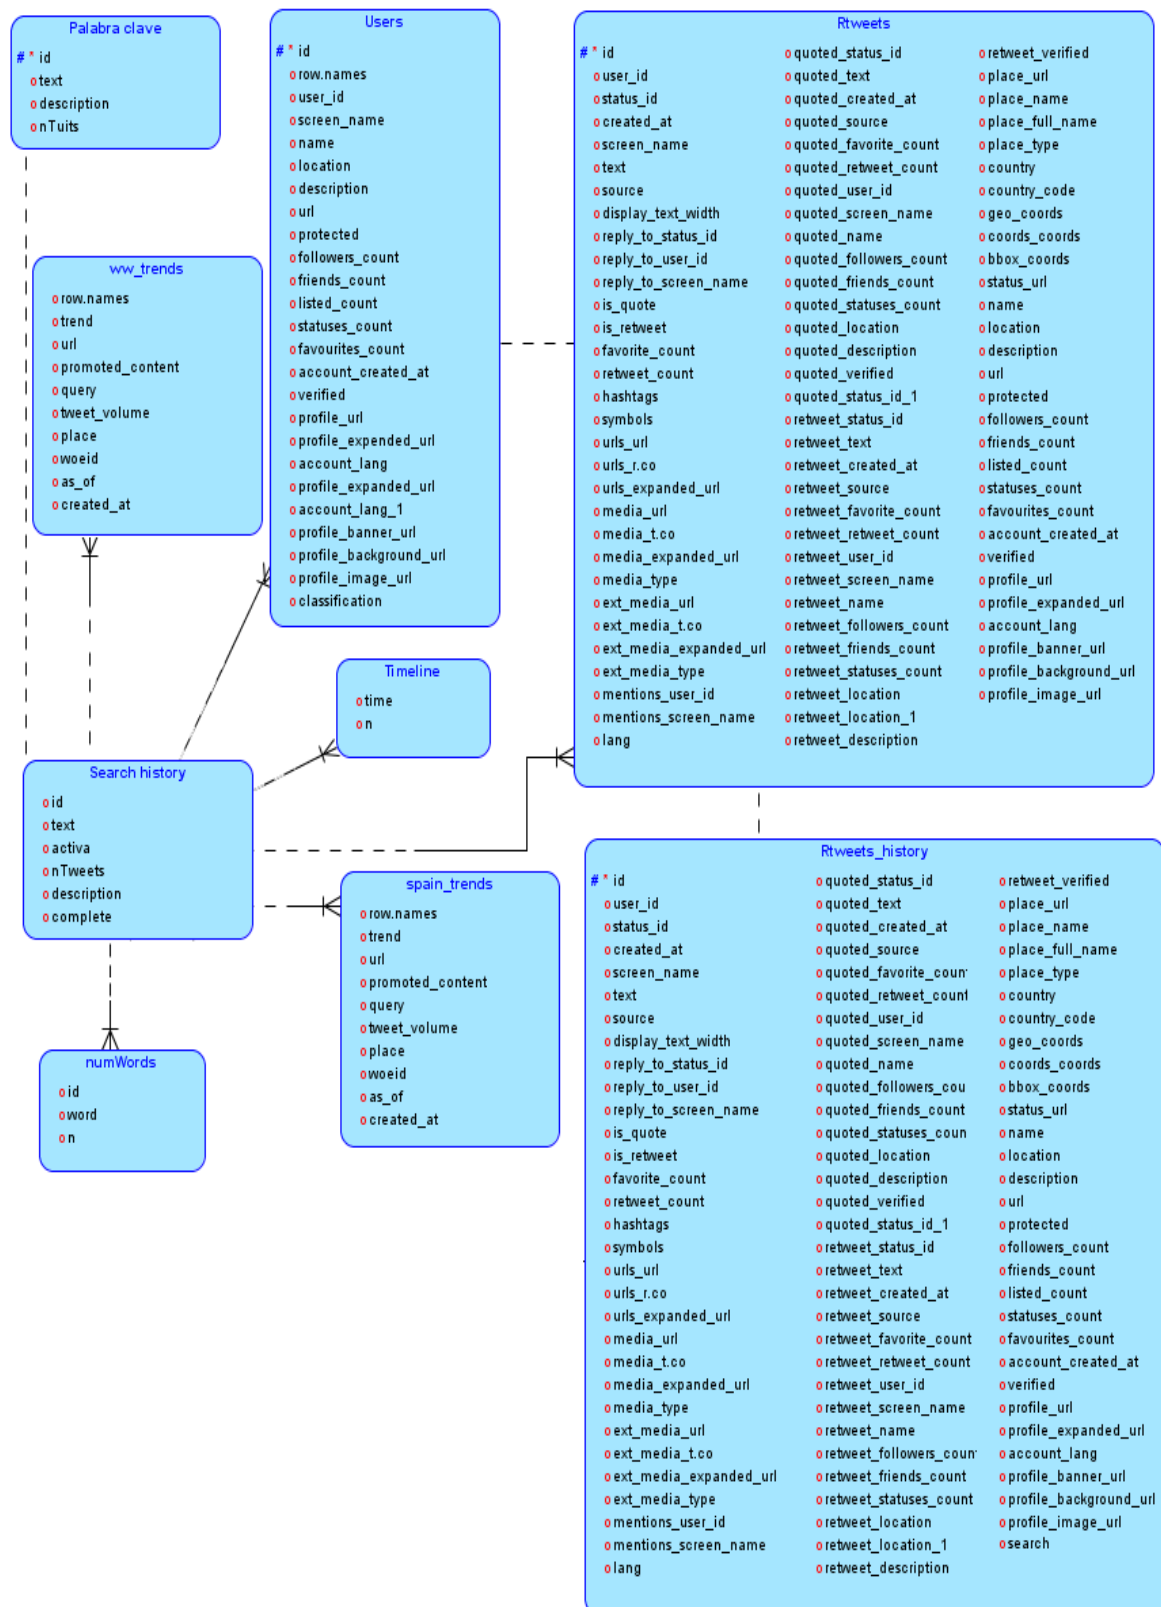 Palabra clave
# * id
o text
o description
o nTuits
Users
# * id
o row.names
o user_id
o screen_name
o name
o location
o description
o url
o protected
o followers_count
o friends_count
o listed_count
o statuses_count
o favourites_count
o account_created_at
o verified
o profile_url
o profile_expended_url
o account_lang
o profile_expanded_url
o account_lang_1
o profile_banner_url
o profile_background_url
o profile_image_url
o classification
Rtweets
# * id
o user_id
o status_id
o created_at
o screen_name
o text
o source
o display_text_width
o reply_to_status_id
o reply_to_user_id
o reply_to_screen_name
o is_quote
o is_retweet
o favorite_count
o retweet_count
o hashtags
o symbols
o urls_url
o urls_r.co
o urls_expanded_url
o media_url
o media_t.co
o media_expanded_url
o media_type
o ext_media_url
o ext_media_t.co
o ext_media_expanded_url
o ext_media_type
o mentions_user_id
o mentions_screen_name
o lang
o quoted_status_id
o quoted_text
o quoted_created_at
o quoted_source
o quoted_favorite_count
o quoted_retweet_count
o quoted_user_id
o quoted_screen_name
o quoted_name
o quoted_followers_count
o quoted_friends_count
o quoted_statuses_count
o quoted_location
o quoted_description
o quoted_verified
o quoted_status_id_1
o retweet_status_id
o retweet_text
o retweet_created_at
o retweet_source
o retweet_favorite_count
o retweet_retweet_count
o retweet_user_id
o retweet_screen_name
o retweet_name
o retweet_followers_count
o retweet_friends_count
o retweet_statuses_count
o retweet_location
o retweet_location_1
o retweet_description
o retweet_verified
o place_url
o place_name
o place_full_name
o place_type
o country
o country_code
o geo_coords
o coords_coords
o bbox_coords
o status_url
o name
o location
o description
o url
o protected
o followers_count
o friends_count
o listed_count
o statuses_count
o favourites_count
o account_created_at
o verified
o profile_url
o profile_expanded_url
o account_lang
o profile_banner_url
o profile_background_url
o profile_image_url
ww_trends
o row.names
o trend
o url
o promoted_content
o query
o tweet_volume
o place
o woeid
o as_of
o created_at
Timeline
o time
o n
Search history
o id
o text
o activa
o nTweets
o description
o complete
spain_trends
o row.names
o trend
o url
o promoted_content
o query
o tweet_volume
o place
o woeid
o as_of
o created_at
numWords
o id
o word
o n
Rtweets_history
# * id
o user_id
o status_id
o created_at
o screen_name
o text
o source
o display_text_width
o reply_to_status_id
o reply_to_user_id
o reply_to_screen_name
o is_quote
o is_retweet
o favorite_count
o retweet_count
o hashtags
o symbols
o urls_url
o urls_r.co
o urls_expanded_url
o media_url
o media_t.co
o media_expanded_url
o media_type
o ext_media_url
o ext_media_t.co
o ext_media_expanded_url
o ext_media_type
o mentions_user_id
o mentions_screen_name
o lang
o quoted_status_id
o quoted_text
o quoted_created_at
o quoted_source
o quoted_favorite_coun
o quoted_retweet_count
o quoted_user_id
o quoted_screen_name
o quoted_name
o quoted_followers_cou
o quoted_friends_count
o quoted_statuses_coun
o quoted_location
o quoted_description
o quoted_verified
o quoted_status_id_1
o retweet_status_id
o retweet_text
o retweet_created_at
o retweet_source
o retweet_favorite_count
o retweet_retweet_count
o retweet_user_id
o retweet_screen_name
o retweet_name
o retweet_followers_coun
o retweet_friends_count
o retweet_statuses_count
o retweet_location
o retweet_location_1
o retweet_description
o retweet_verified
o place_url
o place_name
o place_full_name
o place_type
o country
o country_code
o geo_coords
o coords_coords
o bbox_coords
o status_url
o name
o location
o description
o url
o protected
o followers_count
o friends_count
o listed_count
o statuses_count
o favourites_count
o account_created_at
o verified
o profile_url
o profile_expanded_url
o account_lang
o profile_banner_url
o profile_background_url
o profile_image_url
o search